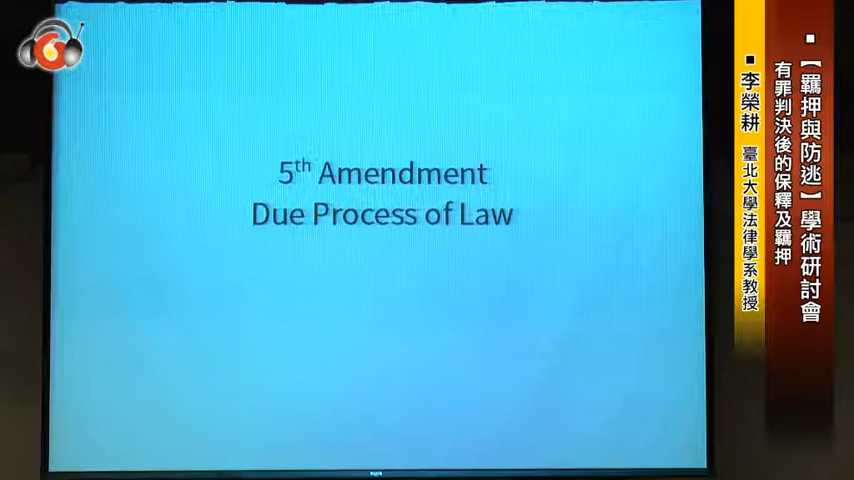 5th Amendment
Due Process of Law
【羈押與防逃】學術研討會
有罪判決後的保釋及羈押
李榮耕 臺北大學法律學系教授